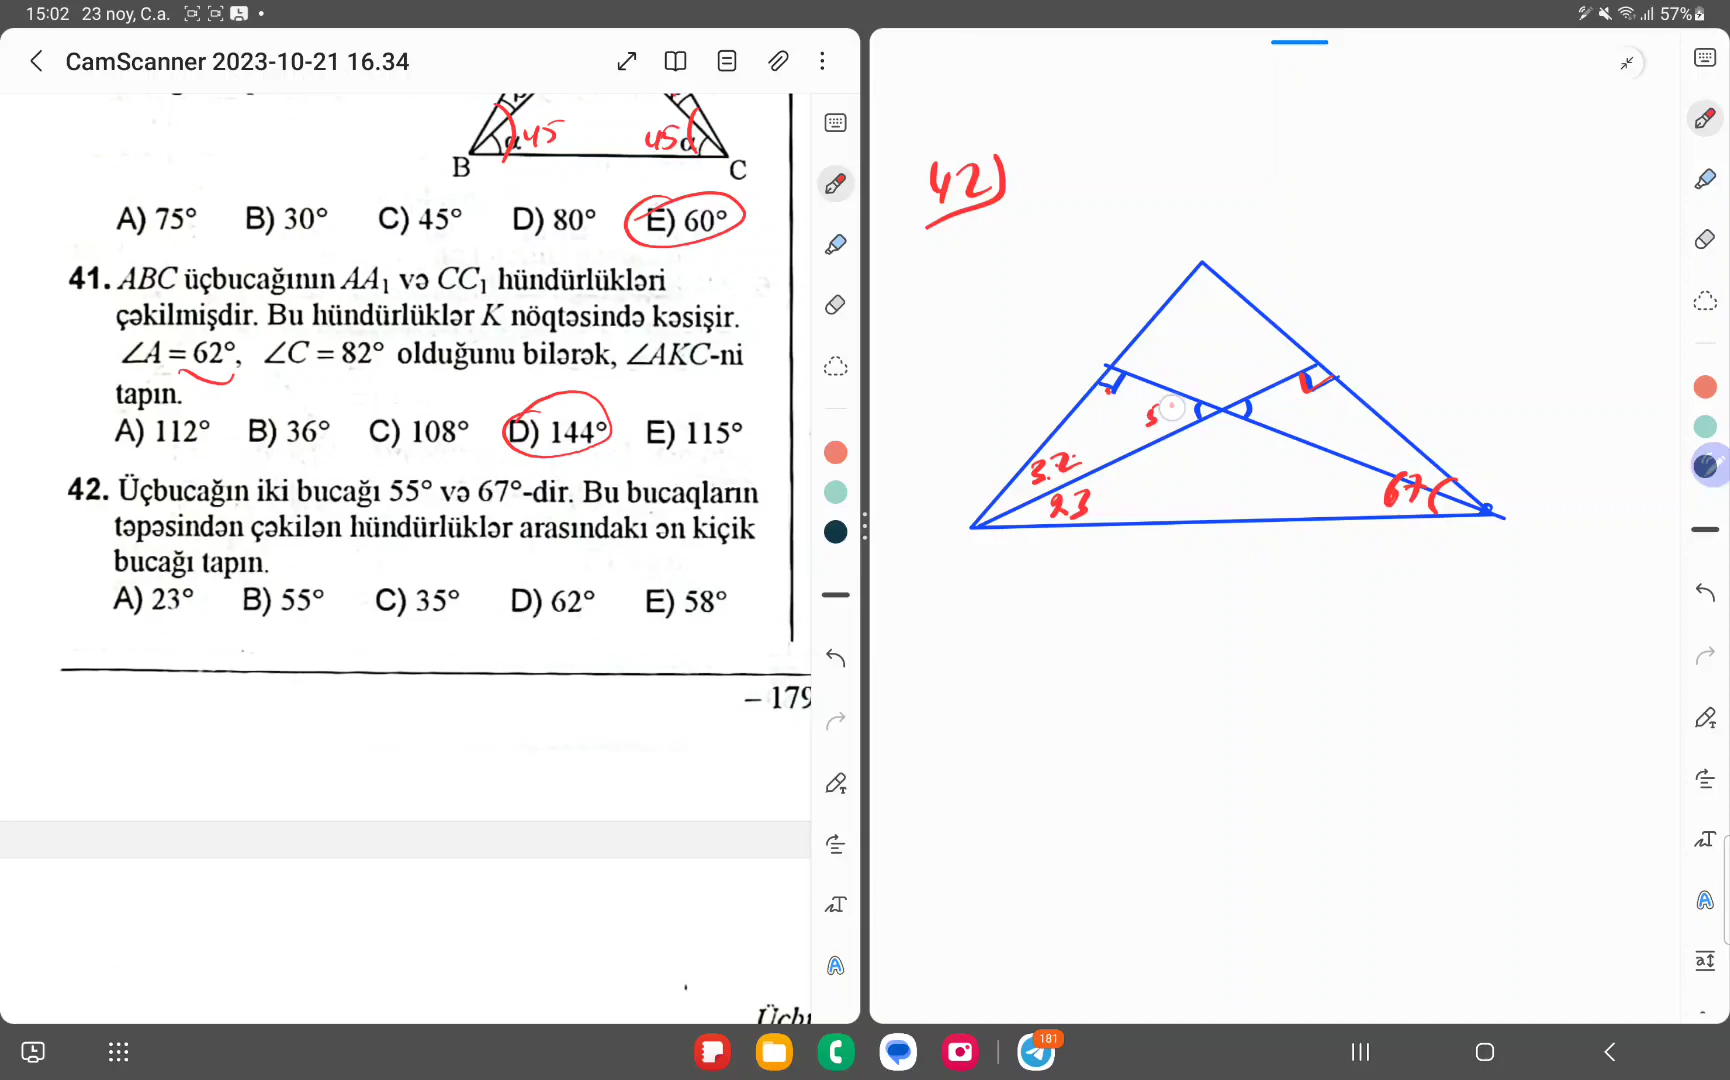 15:02 23 noy, C.a. 57%
CamScanner 2023-10-21 16.34
45 45 α
B C
A) 75° B) 30° C) 45° D) 80° E) 60°
41. ABC üçbucağının AA₁ və CC₁ hündürlükləri
çəkilmişdir. Bu hündürlüklər K nöqtəsində kəsişir.
∠A = 62°, ∠C = 82° olduğunu bilərək, ∠AKC-ni
tapın.
A) 112° B) 36° C) 108° D) 144° E) 115°
42. Üçbucağın iki bucağı 55° və 67°-dir. Bu bucaqların
təpəsindən çəkilən hündürlüklər arasındakı ən kiçik
bucağı tapın.
A) 23° B) 55° C) 35° D) 62° E) 58°
– 179
42)
5
32
23
67
181